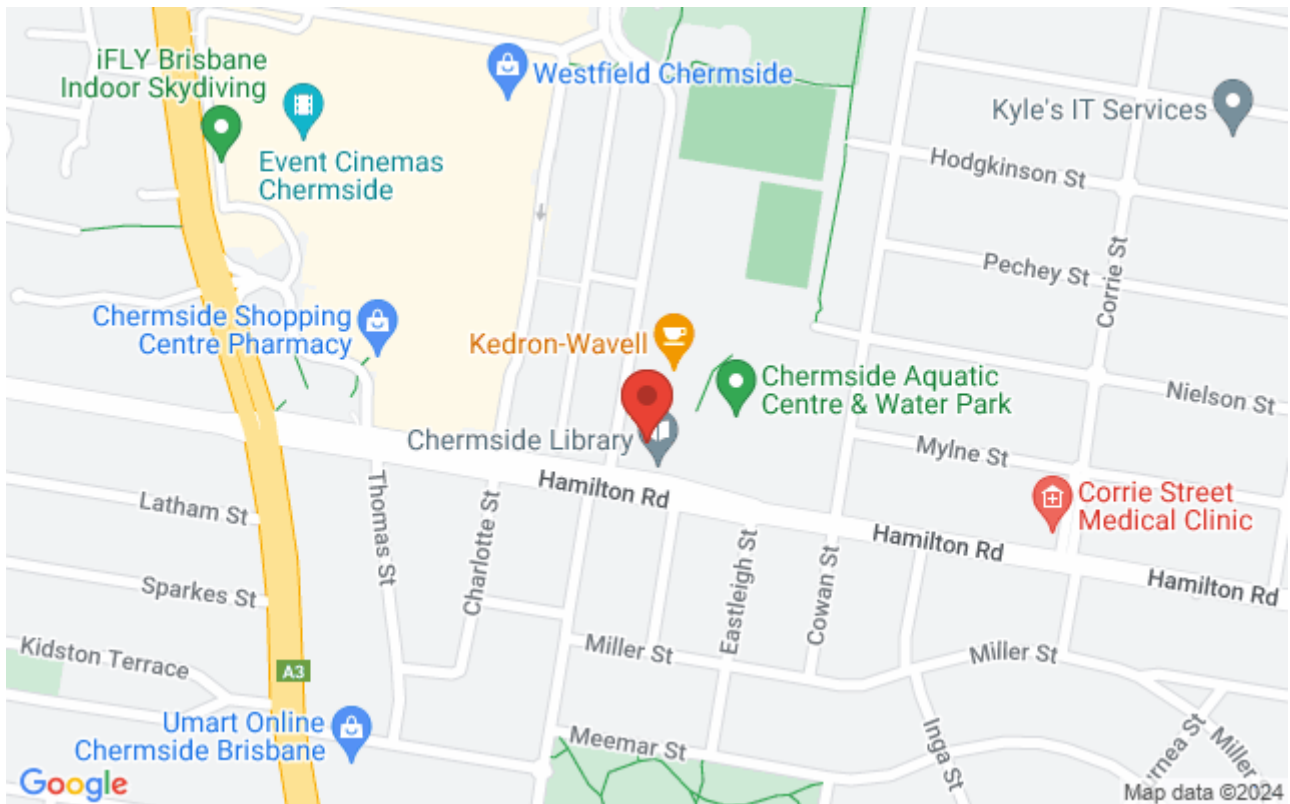 iFLY Brisbane
Indoor Skydiving
Westfield Chermside
Event Cinemas
Chermside
Kyle's IT Services
Hodgkinson St
Pechey St
Corrie St
Chermside Shopping
Centre Pharmacy
Kedron-Wavell
Chermside Aquatic
Centre & Water Park
Nielson St
Chermside Library
Mylne St
Hamilton Rd
Corrie Street
Medical Clinic
Latham St
Thomas St
Charlotte St
Hamilton Rd
Eastleigh St
Cowan St
Hamilton Rd
Sparkes St
Kidston Terrace
Miller St
Miller St
A3
Umart Online
Chermside Brisbane
Meemar St
Inga St
Miller S
Google
Map data ©2024